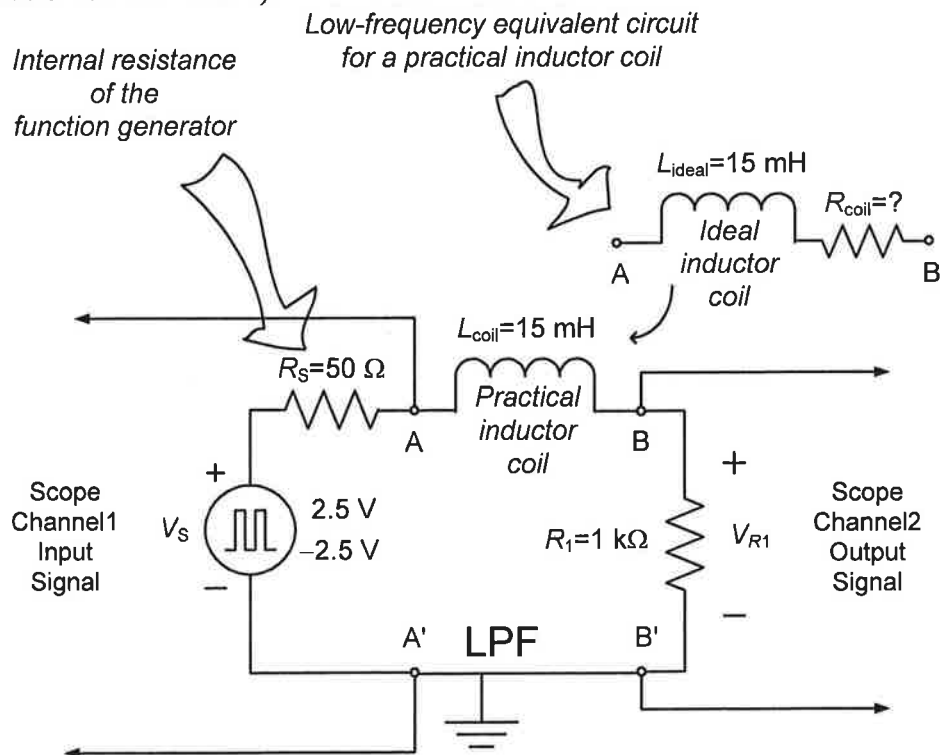 Low-frequency equivalent circuit
for a practical inductor coil
Internal resistance
of the
function generator
L_ideal=15 mH
R_coil=?
Ideal
inductor
coil
A
B
L_coil=15 mH
R_S=50 Ω
Practical
inductor
coil
A
B
Scope
Channel1
Input
Signal
+
V_S
−
2.5 V
−2.5 V
R_1=1 kΩ
+
V_R1
−
Scope
Channel2
Output
Signal
A'
LPF
B'